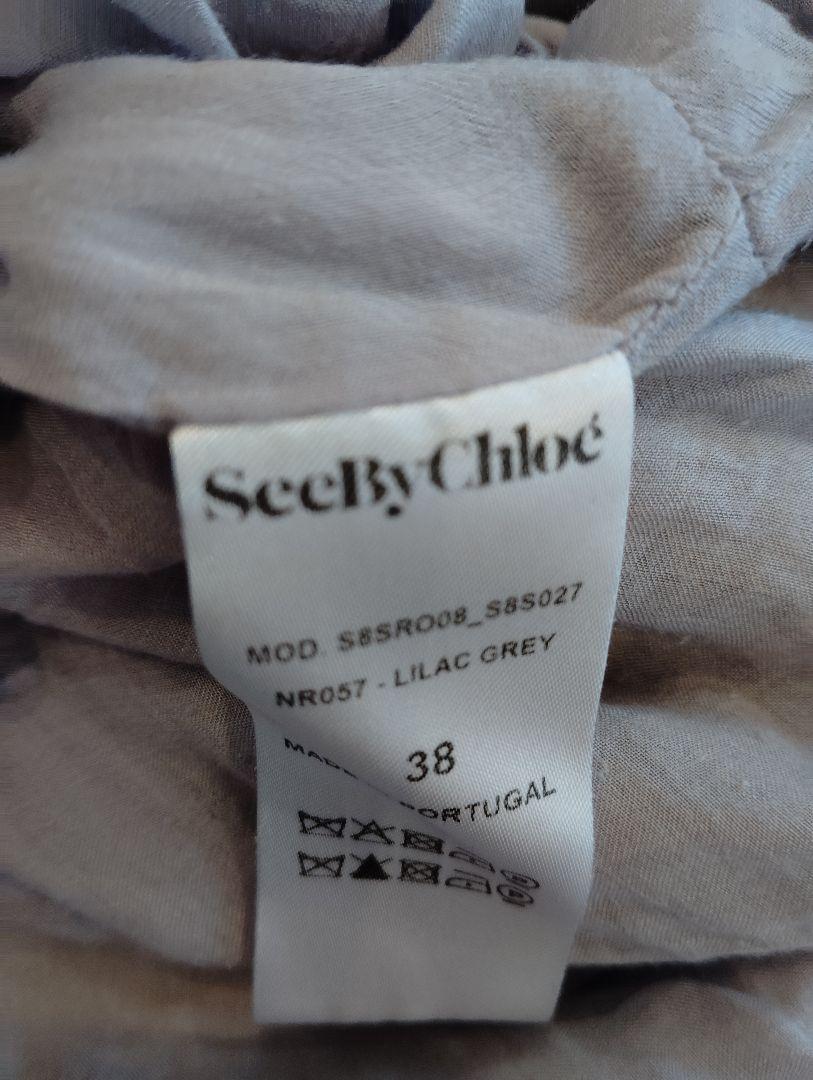 SeeByChloé
MOD. S8SRO08_S8S027
NR057 - LILAC GREY
38
PORTUGAL